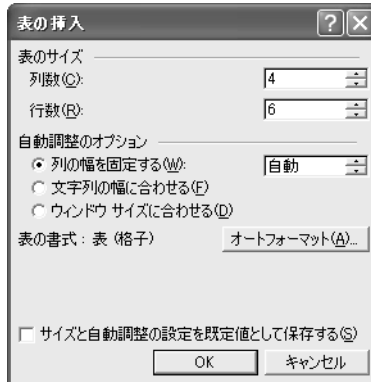 表の挿入
表のサイズ
列数(C): 4
行数(R): 6
自動調整のオプション
列の幅を固定する(W): 自動
文字列の幅に合わせる(F)
ウィンドウ サイズに合わせる(D)
表の書式 : 表 (格子) オートフォーマット(A)...
サイズと自動調整の設定を既定値として保存する(S)
OK キャンセル